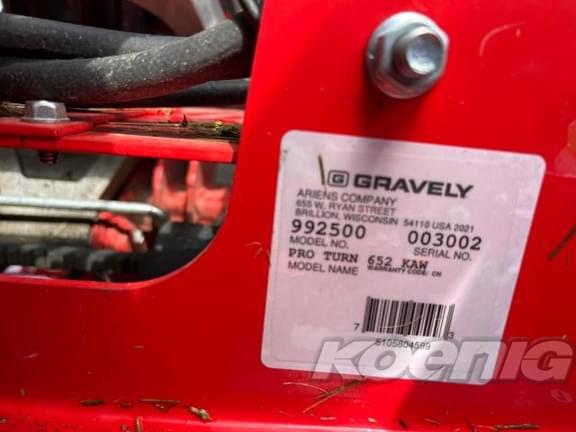 G GRAVELY
ARIENS COMPANY
655 W. RYAN STREET
BRILLION, WISCONSIN 54110 USA 2021
992500 003002
MODEL NO. SERIAL NO.
PRO TURN 652 KAW
MODEL NAME WARRANTY CODE: CN
7 5105804599 3
KOENIG